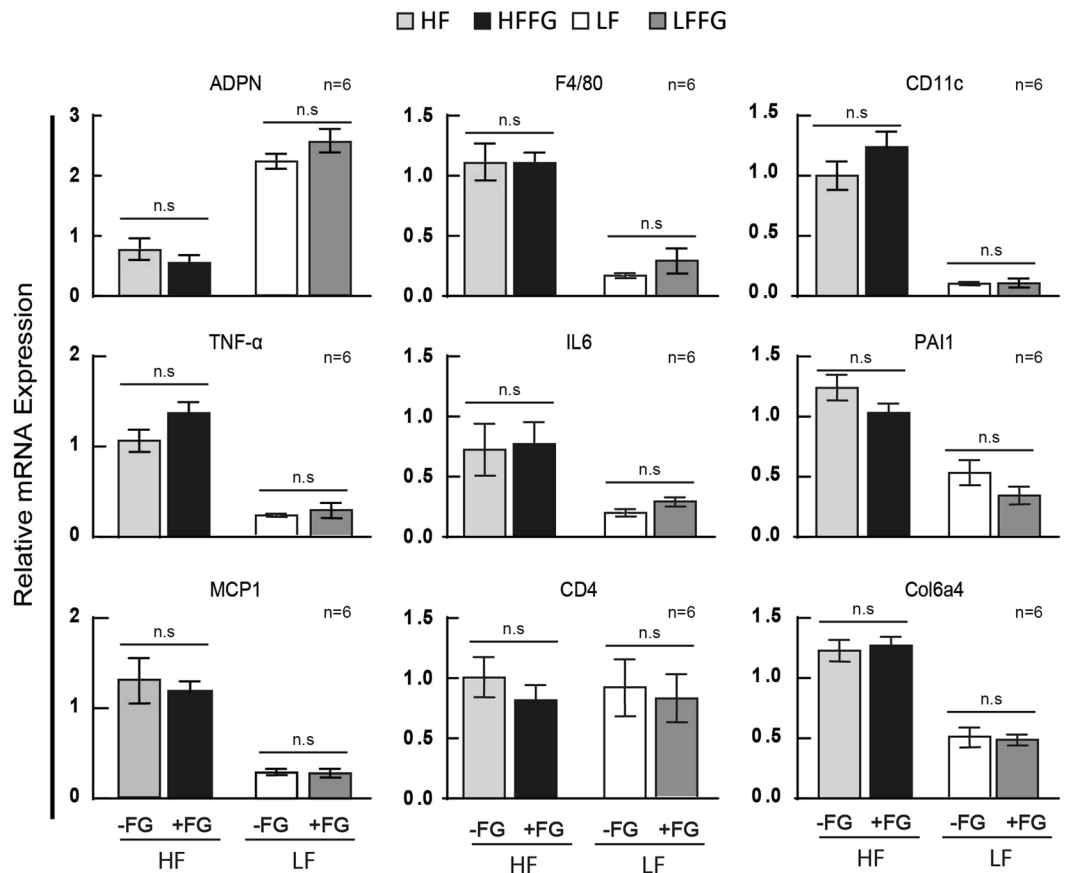 HF HFFG LF LFFG
Relative mRNA Expression
ADPN n=6
3
2
1
0
n.s
n.s
F4/80 n=6
1.5
1.0
0.5
0.0
n.s
n.s
CD11c n=6
1.5
1.0
0.5
0.0
n.s
n.s
TNF-α n=6
2
1
0
n.s
n.s
IL6 n=6
1.5
1.0
0.5
0.0
n.s
n.s
PAI1 n=6
1.5
1.0
0.5
0.0
n.s
n.s
MCP1 n=6
2
1
0
n.s
n.s
-FG +FG -FG +FG
HF LF
CD4 n=6
1.5
1.0
0.5
0.0
n.s
n.s
-FG +FG -FG +FG
HF LF
Col6a4 n=6
1.5
1.0
0.5
0.0
n.s
n.s
-FG +FG -FG +FG
HF LF